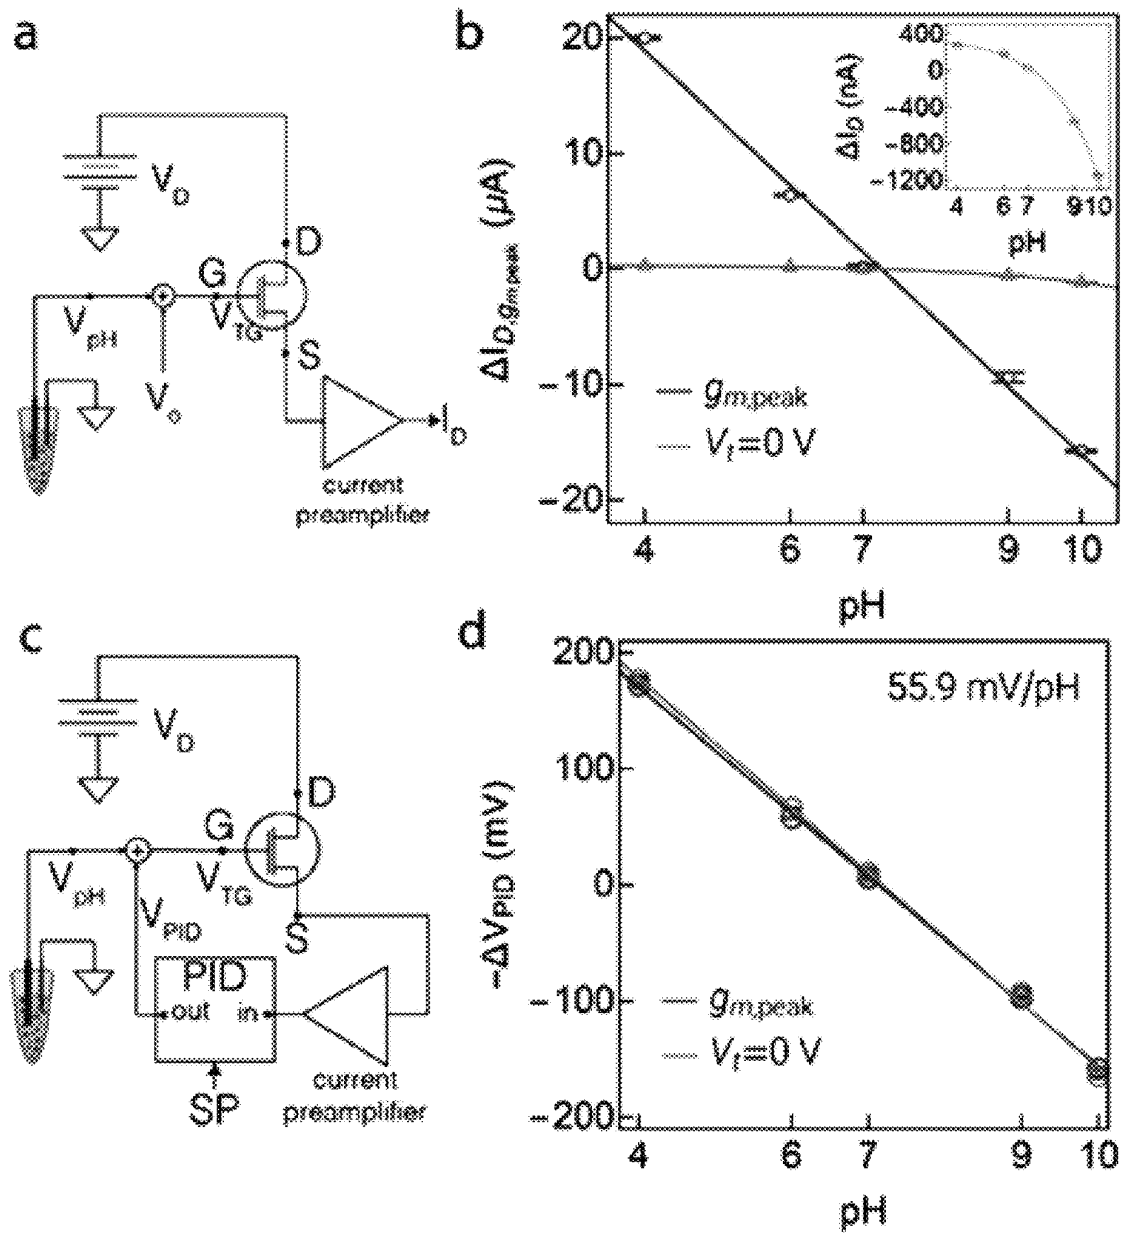 a
V_D
D
G
V_pH
V_TG
V_o
S
I_D
current
preamplifier
b
20
10
0
−10
−20
ΔI_D,gm,peak (μA)
g_m,peak
V_t=0 V
4 6 7 9 10
pH
400
0
−400
−800
−1200
ΔI_D (nA)
4 6 7 9 10
pH
c
V_D
D
G
V_pH
V_TG
V_PID
S
PID
out in
SP
current
preamplifier
d
200
100
0
−100
−200
-ΔV_PID (mV)
55.9 mV/pH
g_m,peak
V_t=0 V
4 6 7 9 10
pH